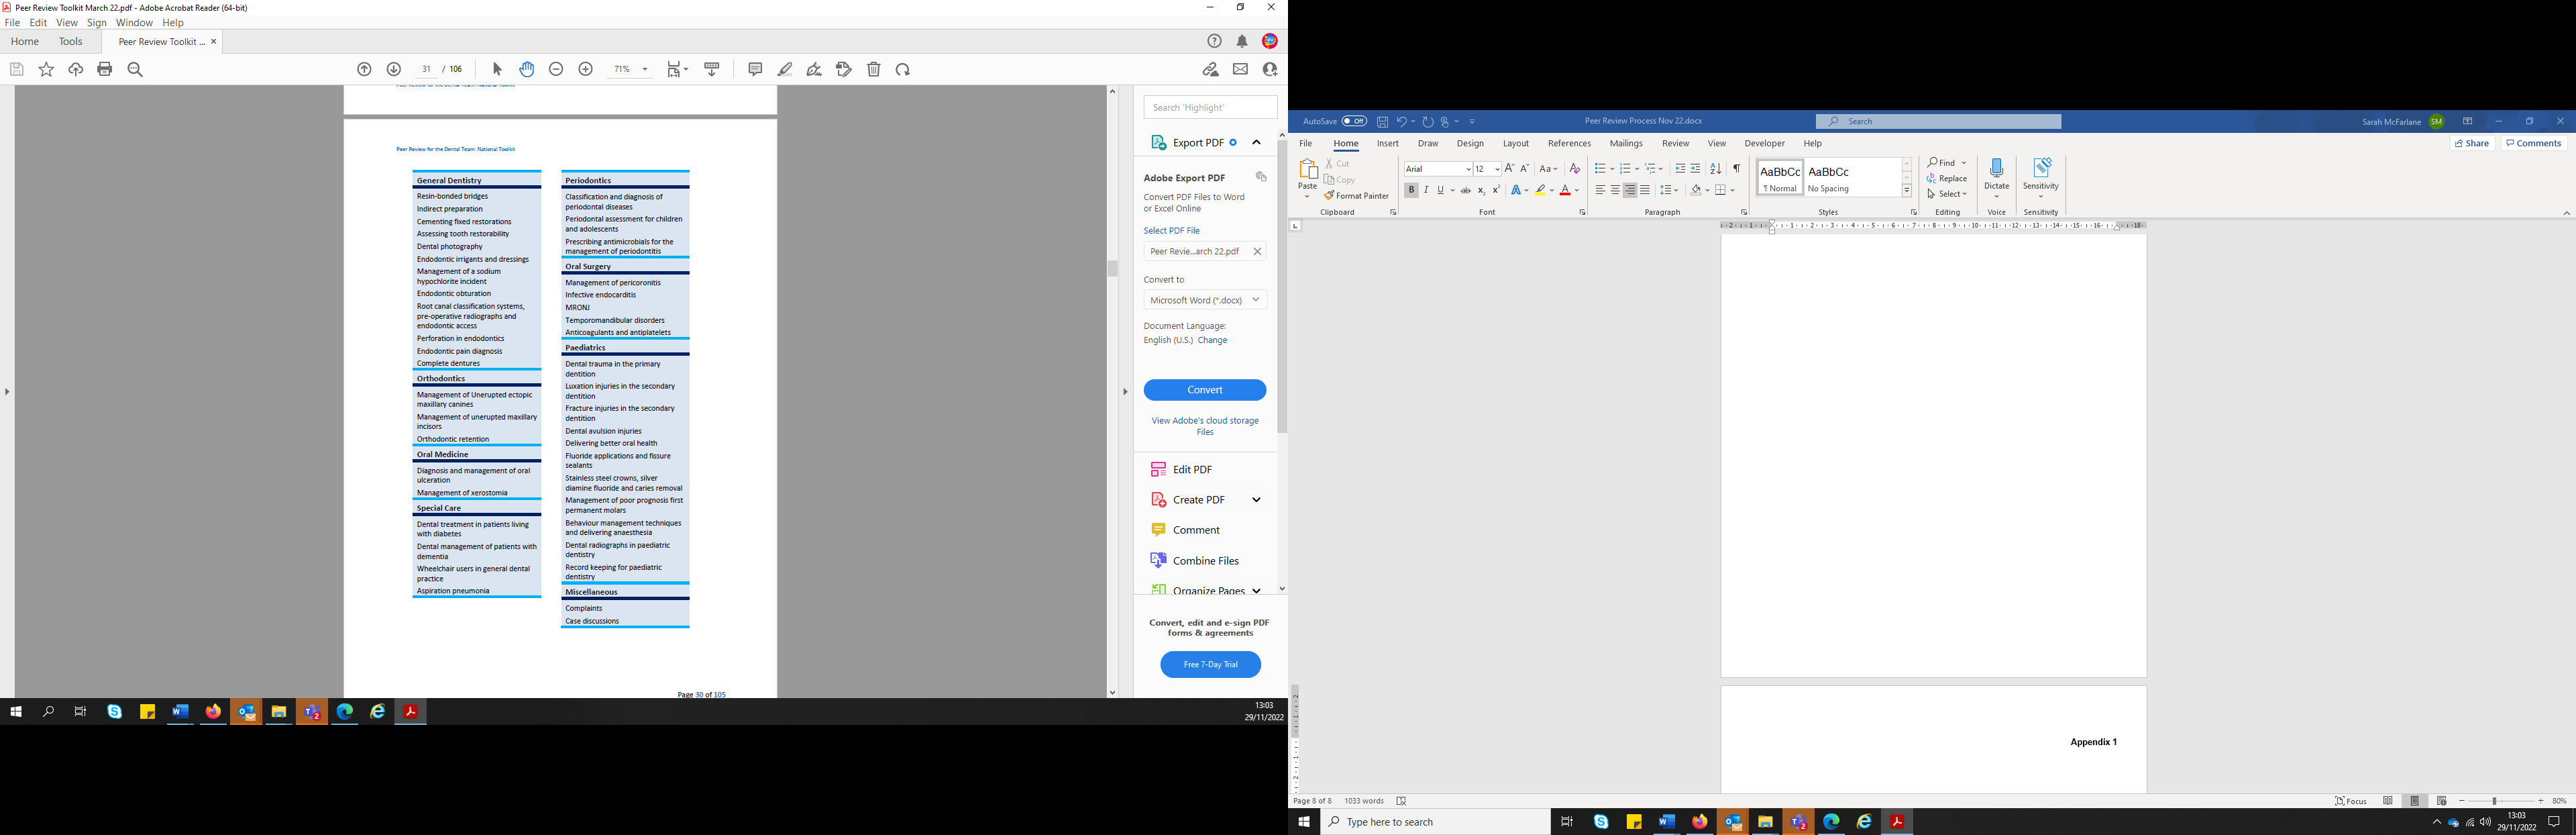 Peer Review Toolkit March 22.pdf - Adobe Acrobat Reader (64-bit)
File Edit View Sign Window Help
Home Tools Peer Review Toolkit ... ×
31 / 106 71%
Peer Review for the Dental Team: National Toolkit
Peer Review for the Dental Team: National Toolkit
General Dentistry
Resin-bonded bridges
Indirect preparation
Cementing fixed restorations
Assessing tooth restorability
Dental photography
Endodontic irrigants and dressings
Management of a sodium
hypochlorite incident
Endodontic obturation
Root canal classification systems,
pre-operative radiographs and
endodontic access
Perforation in endodontics
Endodontic pain diagnosis
Complete dentures
Orthodontics
Management of Unerupted ectopic
maxillary canines
Management of unerupted maxillary
incisors
Orthodontic retention
Oral Medicine
Diagnosis and management of oral
ulceration
Management of xerostomia
Special Care
Dental treatment in patients living
with diabetes
Dental management of patients with
dementia
Wheelchair users in general dental
practice
Aspiration pneumonia
Periodontics
Classification and diagnosis of
periodontal diseases
Periodontal assessment for children
and adolescents
Prescribing antimicrobials for the
management of periodontitis
Oral Surgery
Management of pericoronitis
Infective endocarditis
MRONJ
Temporomandibular disorders
Anticoagulants and antiplatelets
Paediatrics
Dental trauma in the primary
dentition
Luxation injuries in the secondary
dentition
Fracture injuries in the secondary
dentition
Dental avulsion injuries
Delivering better oral health
Fluoride applications and fissure
sealants
Stainless steel crowns, silver
diamine fluoride and caries removal
Management of poor prognosis first
permanent molars
Behaviour management techniques
and delivering anaesthesia
Dental radiographs in paediatric
dentistry
Record keeping for paediatric
dentistry
Miscellaneous
Complaints
Case discussions
Page 30 of 105
Search 'Highlight'
Export PDF
Adobe Export PDF
Convert PDF Files to Word
or Excel Online
Select PDF File
Peer Revie...arch 22.pdf
Convert to
Microsoft Word (*.docx)
Document Language:
English (U.S.) Change
Convert
View Adobe's cloud storage
Files
Edit PDF
Create PDF
Comment
Combine Files
Organize Pages
Convert, edit and e-sign PDF
forms & agreements
Free 7-Day Trial
13:03
29/11/2022
AutoSave Off Peer Review Process Nov 22.docx Search Sarah McFarlane SM
File Home Insert Draw Design Layout References Mailings Review View Developer Help Share Comments
Paste
Cut
Copy
Format Painter
Clipboard
Arial 12
Font
Paragraph
AaBbCc AaBbCc
¶ Normal No Spacing
Styles
Find
Replace
Select
Editing
Dictate
Voice
Sensitivity
Sensitivity
Appendix 1
Page 8 of 8 1033 words Focus 80%
Type here to search
13:03
29/11/2022